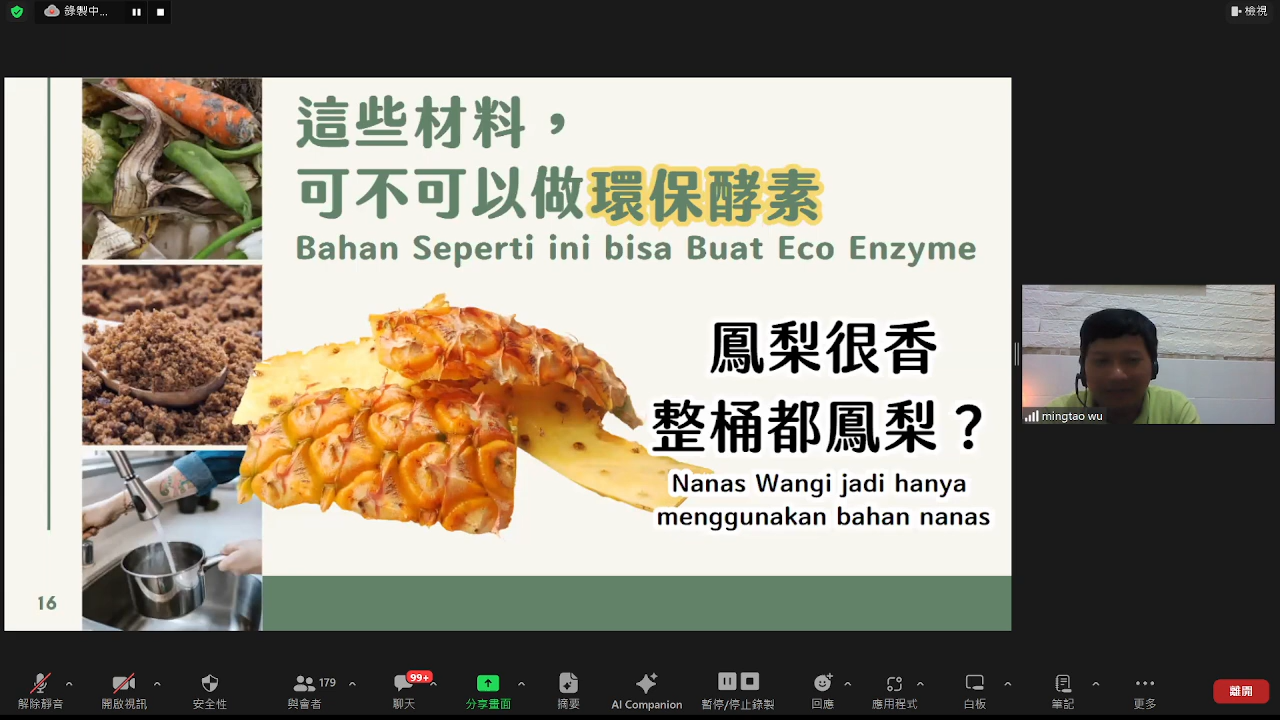 錄製中...
檢視
這些材料，
可不可以做環保酵素
Bahan Seperti ini bisa Buat Eco Enzyme
鳳梨很香
整桶都鳳梨？
Nanas Wangi jadi hanya
menggunakan bahan nanas
16
mingtao wu
解除靜音
開啟視訊
安全性
179
與會者
99+
聊天
分享畫面
摘要
AI Companion
暫停/停止錄製
回應
應用程式
白板
筆記
更多
離開